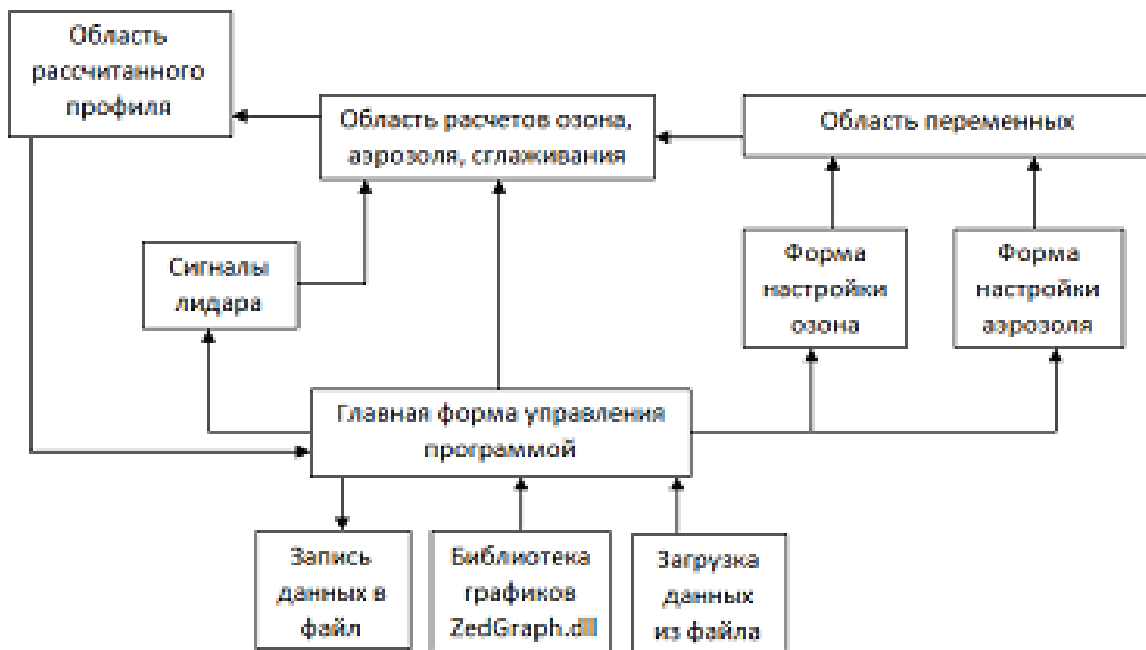 Область
рассчитанного
профиля
Область расчетов озона,
аэрозоля, сглаживания
Область переменных
Сигналы
лидара
Форма
настройки
озона
Форма
настройки
аэрозоля
Главная форма управления
программой
Запись
данных в
файл
Библиотека
графиков
ZedGraph.dll
Загрузка
данных
из файла